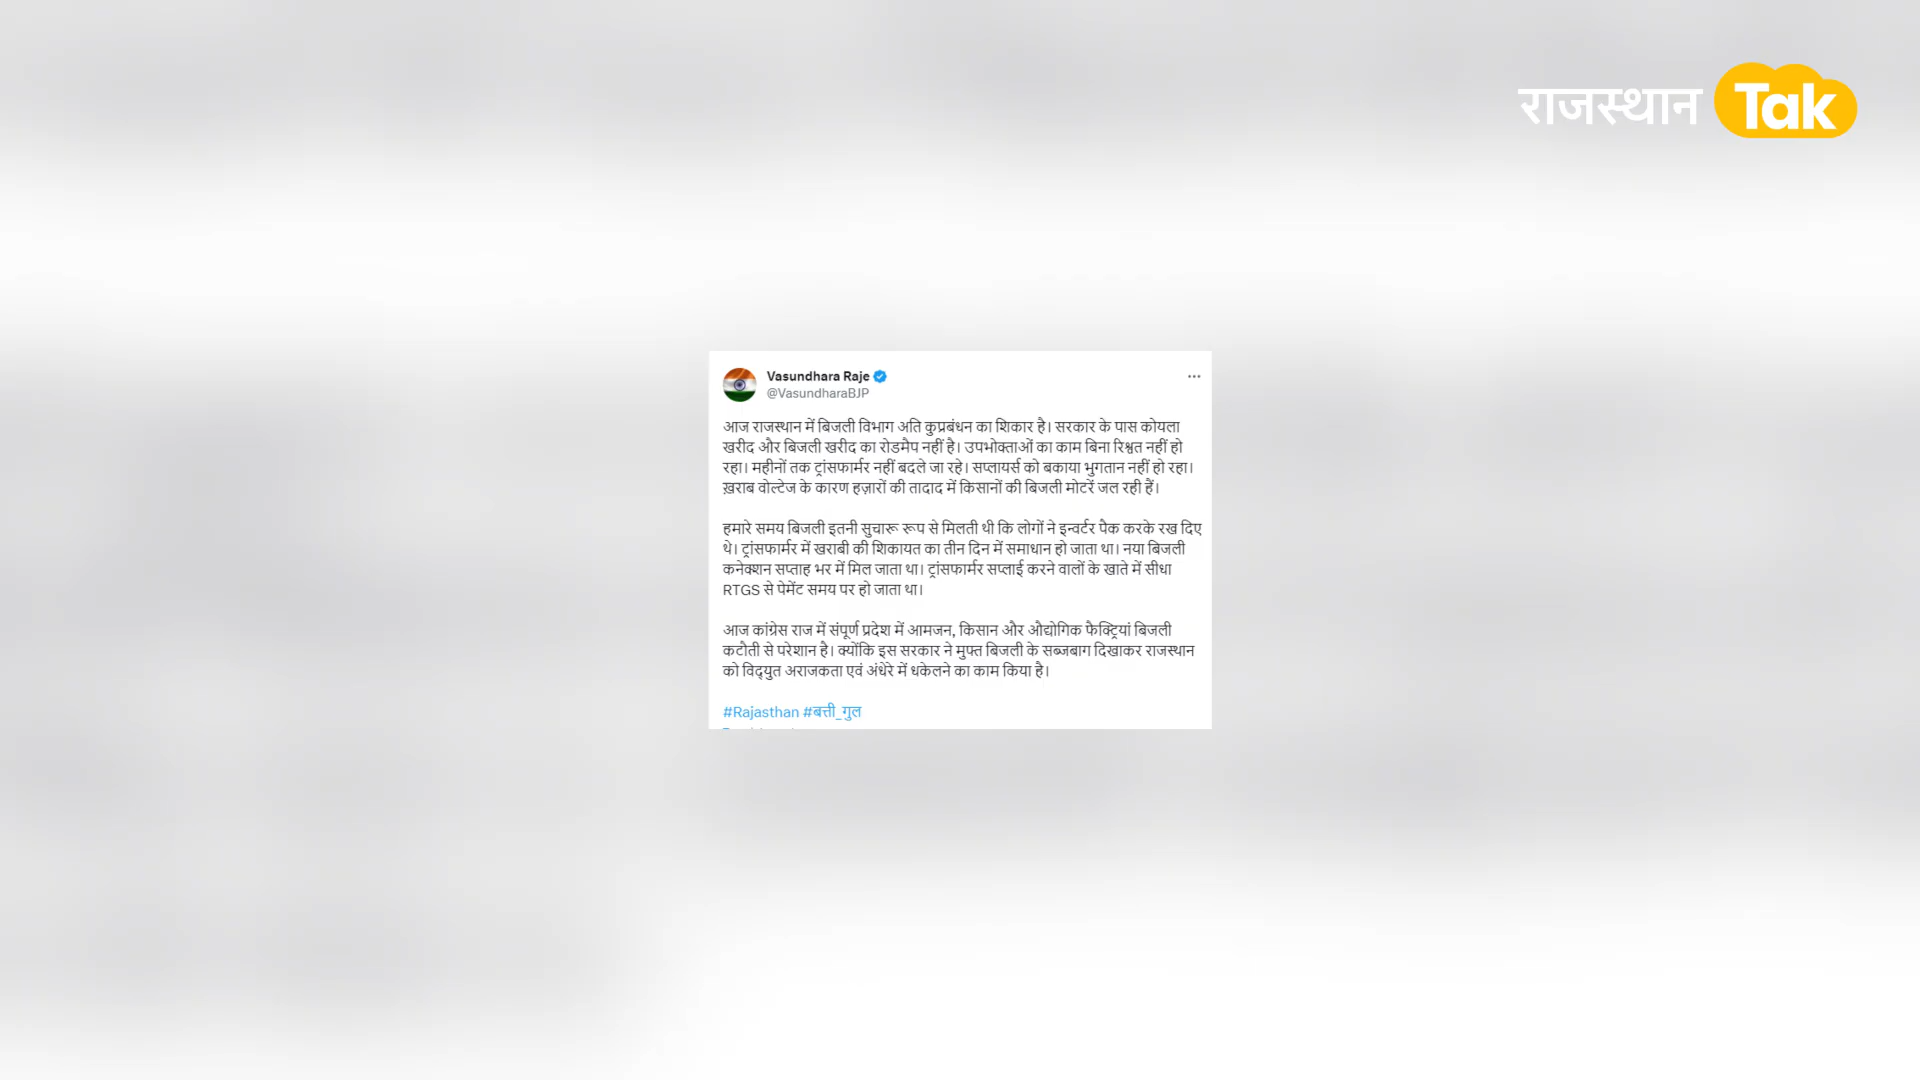 राजस्थान Tak
Vasundhara Raje
@VasundharaBJP
आज राजस्थान में बिजली विभाग अति कुप्रबंधन का शिकार है। सरकार के पास कोयला
खरीद और बिजली खरीद का रोडमैप नहीं है। उपभोक्ताओं का काम बिना रिश्वत नहीं हो
रहा। महीनों तक ट्रांसफार्मर नहीं बदले जा रहे। सप्लायर्स को बकाया भुगतान नहीं हो रहा।
ख़राब वोल्टेज के कारण हज़ारों की तादाद में किसानों की बिजली मोटरें जल रही हैं।
हमारे समय बिजली इतनी सुचारू रूप से मिलती थी कि लोगों ने इन्वर्टर पैक करके रख दिए
थे। ट्रांसफार्मर में खराबी की शिकायत का तीन दिन में समाधान हो जाता था। नया बिजली
कनेक्शन सप्ताह भर में मिल जाता था। ट्रांसफार्मर सप्लाई करने वालों के खाते में सीधा
RTGS से पेमेंट समय पर हो जाता था।
आज कांग्रेस राज में संपूर्ण प्रदेश में आमजन, किसान और औद्योगिक फैक्ट्रियां बिजली
कटौती से परेशान है। क्योंकि इस सरकार ने मुफ्त बिजली के सब्जबाग दिखाकर राजस्थान
को विद्युत अराजकता एवं अंधेरे में धकेलने का काम किया है।
#Rajasthan #बत्ती_गुल